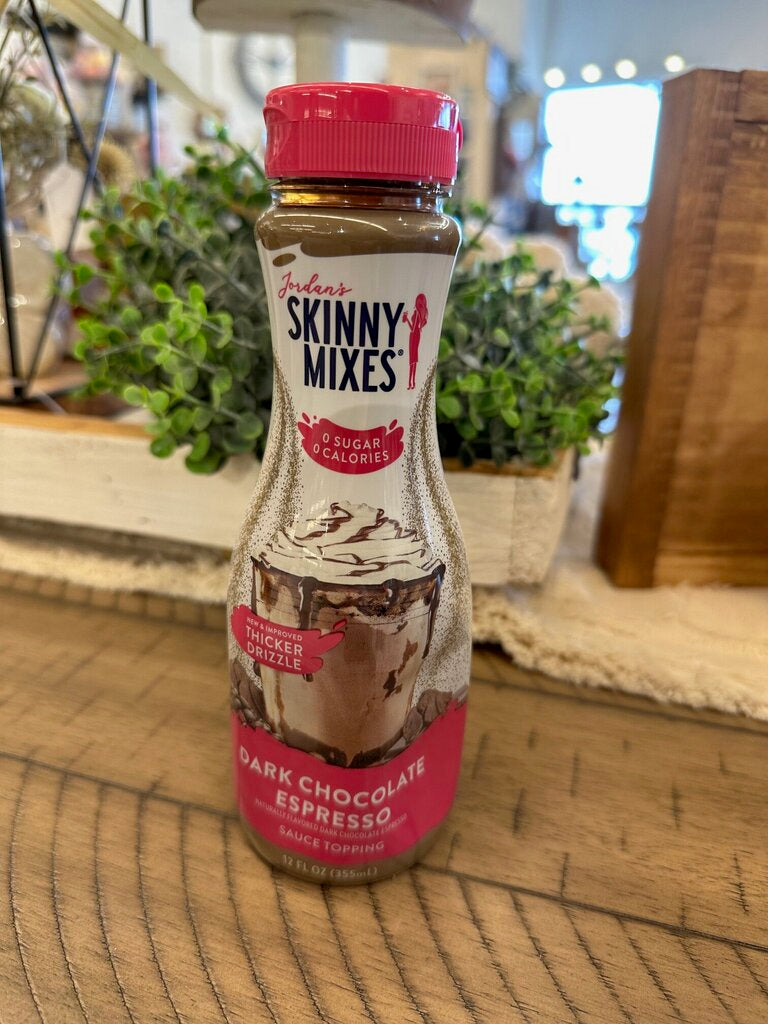 Jordan's
SKINNY
MIXES®
0 SUGAR
0 CALORIES
NEW & IMPROVED
THICKER
DRIZZLE
DARK CHOCOLATE
ESPRESSO
NATURALLY FLAVORED DARK CHOCOLATE ESPRESSO
SAUCE TOPPING
12 FL OZ (355mL)